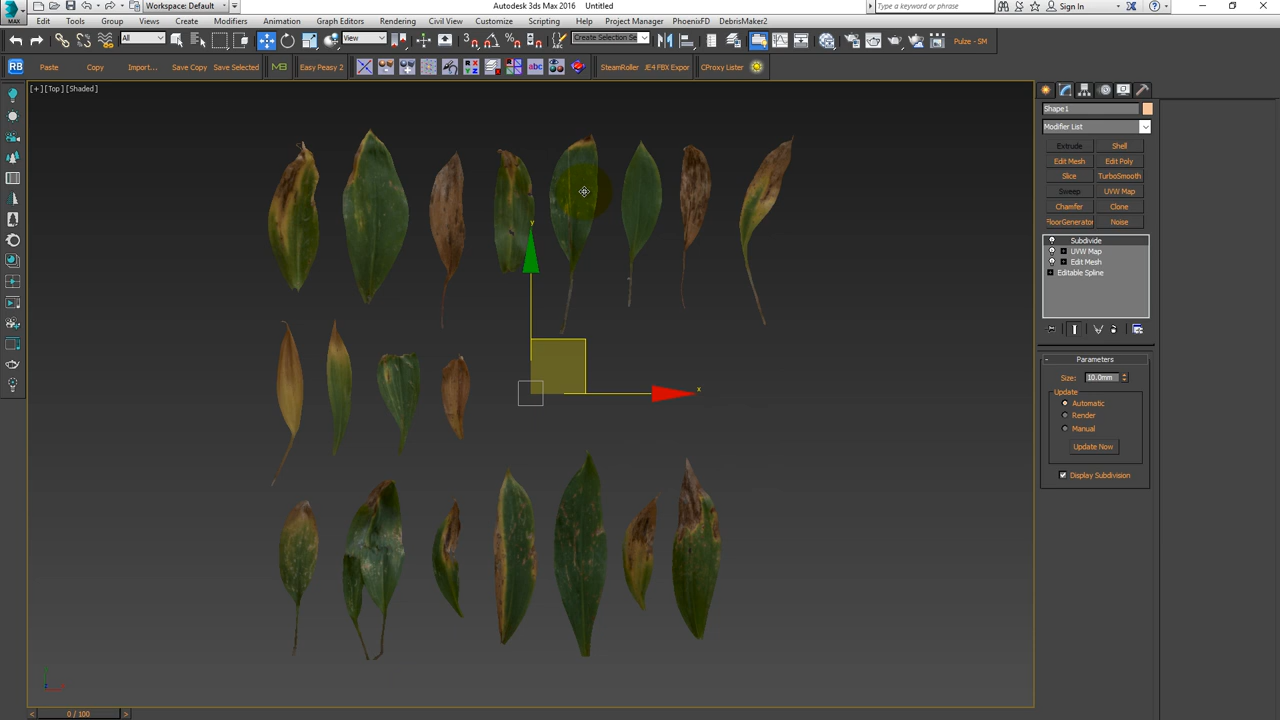 MAX
Workspace: Default
Autodesk 3ds Max 2016    Untitled
Type a keyword or phrase
Sign In
Edit Tools Group Views Create Modifiers Animation Graph Editors Rendering Civil View Customize Scripting Help Project Manager PhoenixFD DebrisMaker2
All
View
Create Selection Se
Pulze - SM
RB Paste Copy Import... Save Copy Save Selected MB Easy Peasy 2 abc SteamRoller JE4 FBX Expor CProxy Lister
[+] [Top] [Shaded]
Shape1
Modifier List
Extrude Shell
Edit Mesh Edit Poly
Slice TurboSmooth
Sweep UVW Map
Chamfer Clone
FloorGenerator Noise
Subdivide
UVW Map
Edit Mesh
Editable Spline
y
x
- Parameters
Size: 10.0mm
Update
Automatic
Render
Manual
Update Now
Display Subdivision
< 0 / 100 >